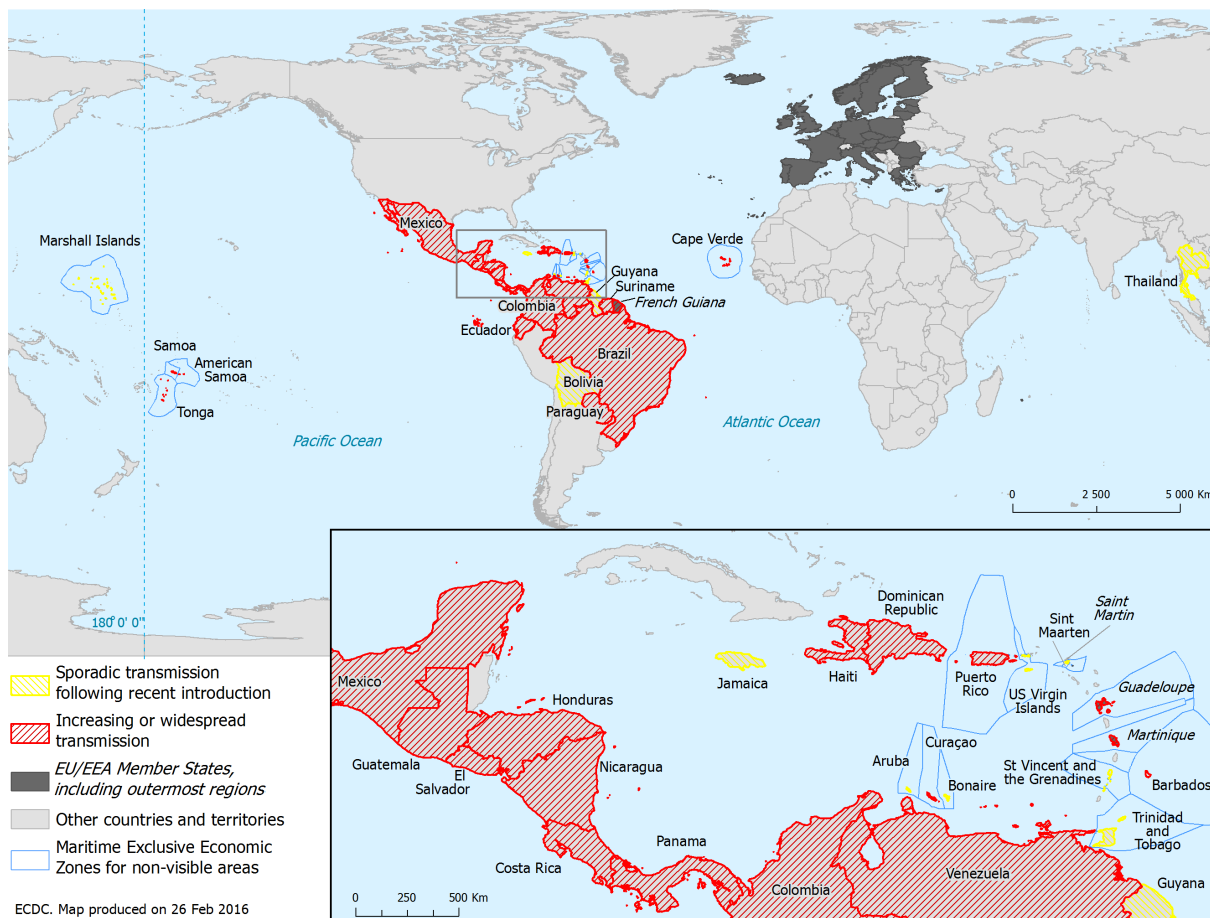 Marshall Islands
Samoa
American
Samoa
Tonga
Mexico
Cape Verde
Guyana
Suriname
French Guiana
Colombia
Ecuador
Brazil
Bolivia
Paraguay
Thailand
Pacific Ocean
Atlantic Ocean
0 2 500 5 000 Km
180° 0' 0"
Sporadic transmission
following recent introduction
Increasing or widespread
transmission
EU/EEA Member States,
including outermost regions
Other countries and territories
Maritime Exclusive Economic
Zones for non-visible areas
ECDC. Map produced on 26 Feb 2016
Dominican
Republic
Saint
Martin
Sint
Maarten
Mexico
Jamaica
Haiti
Puerto
Rico
US Virgin
Islands
Guadeloupe
Honduras
Martinique
Curaçao
Aruba
Bonaire
St Vincent and
the Grenadines
Barbados
Guatemala
El
Salvador
Nicaragua
Trinidad
and
Tobago
Costa Rica
Panama
Colombia
Venezuela
Guyana
0 250 500 Km